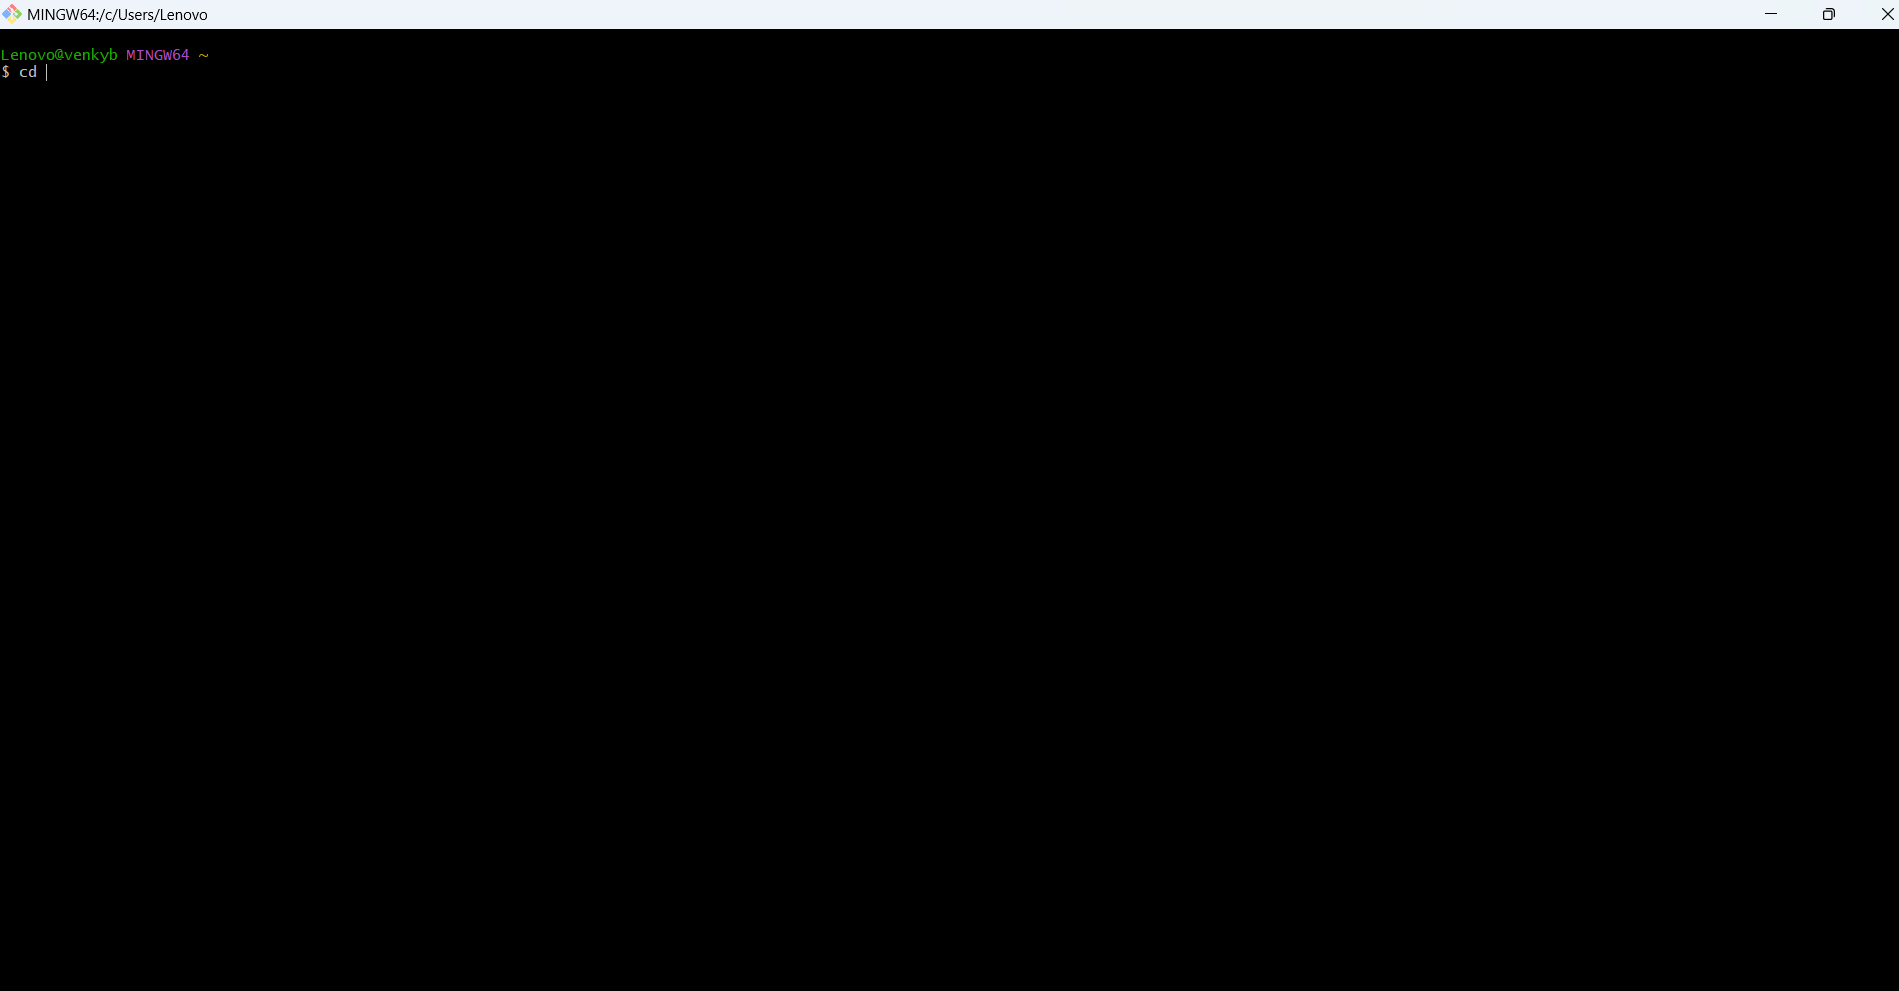 MINGW64:/c/Users/Lenovo
Lenovo@venkyb MINGW64 ~
$ cd